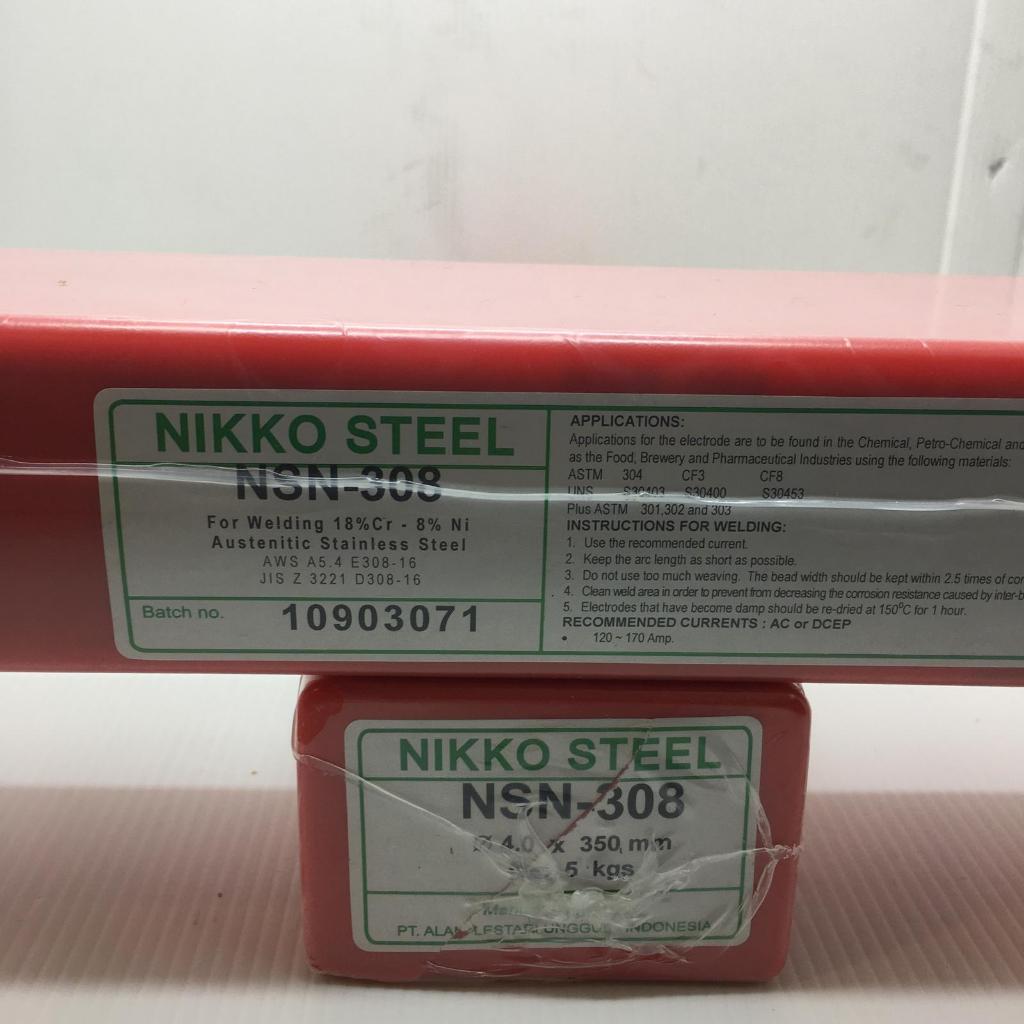 NIKKO STEEL
NSN-308
For Welding 18%Cr - 8% Ni
Austenitic Stainless Steel
AWS A5.4 E308-16
JIS Z 3221 D308-16
Batch no. 10903071
APPLICATIONS:
Applications for the electrode are to be found in the Chemical, Petro-Chemical and
as the Food, Brewery and Pharmaceutical Industries using the following materials:
ASTM 304 CF3 CF8
UNS S30403 S30400 S30453
Plus ASTM 301,302 and 303
INSTRUCTIONS FOR WELDING:
1. Use the recommended current.
2. Keep the arc length as short as possible.
3. Do not use too much weaving. The bead width should be kept within 2.5 times of
4. Clean weld area in order to prevent from decreasing the corrosion resistance caused by
5. Electrodes that have become damp should be re-dried at 150°C for 1 hour.
RECOMMENDED CURRENTS : AC or DCEP
• 120 ~ 170 Amp.
NIKKO STEEL
NSN-308
Ø 4.0 x 350 mm
5 kgs
PT. LESTARI INDONESIA